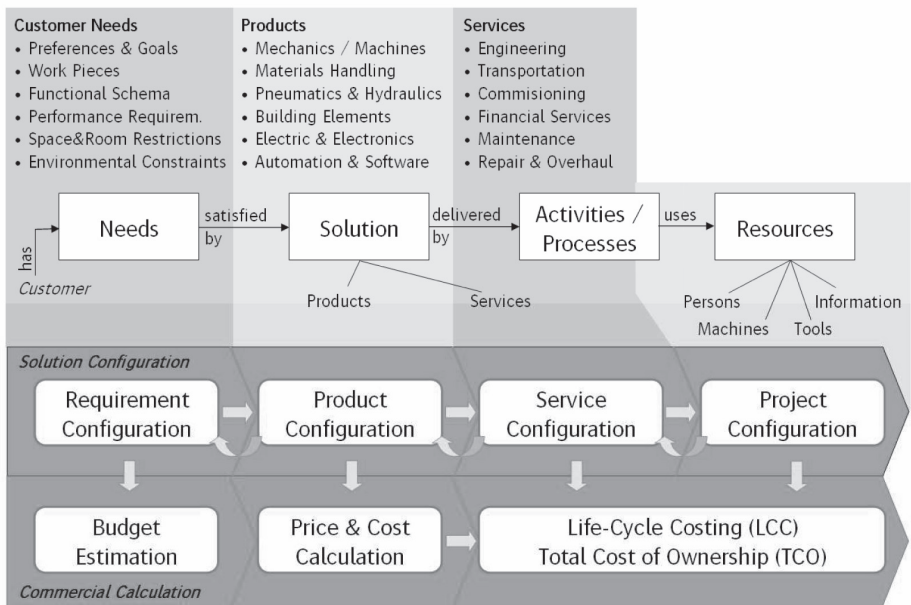 Customer Needs
• Preferences & Goals
• Work Pieces
• Functional Schema
• Performance Requirem.
• Space&Room Restrictions
• Environmental Constraints
Products
• Mechanics / Machines
• Materials Handling
• Pneumatics & Hydraulics
• Building Elements
• Electric & Electronics
• Automation & Software
Services
• Engineering
• Transportation
• Commisioning
• Financial Services
• Maintenance
• Repair & Overhaul
has
Customer
Needs
satisfied
by
Solution
Products
Services
delivered
by
Activities /
Processes
uses
Resources
Persons
Machines
Tools
Information
Solution Configuration
Requirement
Configuration
Product
Configuration
Service
Configuration
Project
Configuration
Budget
Estimation
Price & Cost
Calculation
Life-Cycle Costing (LCC)
Total Cost of Ownership (TCO)
Commercial Calculation